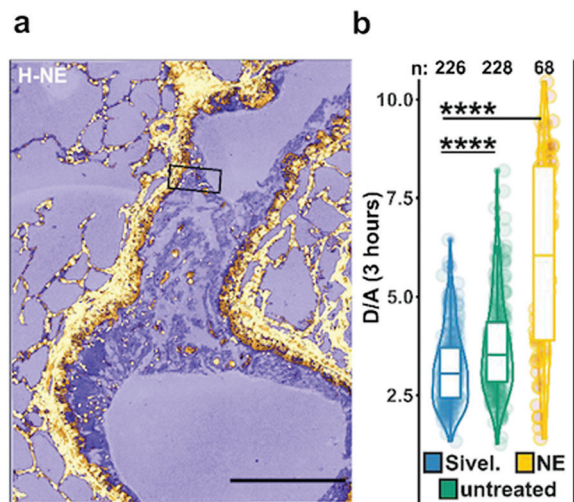 a
H-NE
b
n: 226 228 68
****
****
D/A (3 hours)
10.0
7.5
5.0
2.5
Sivel. NE
untreated